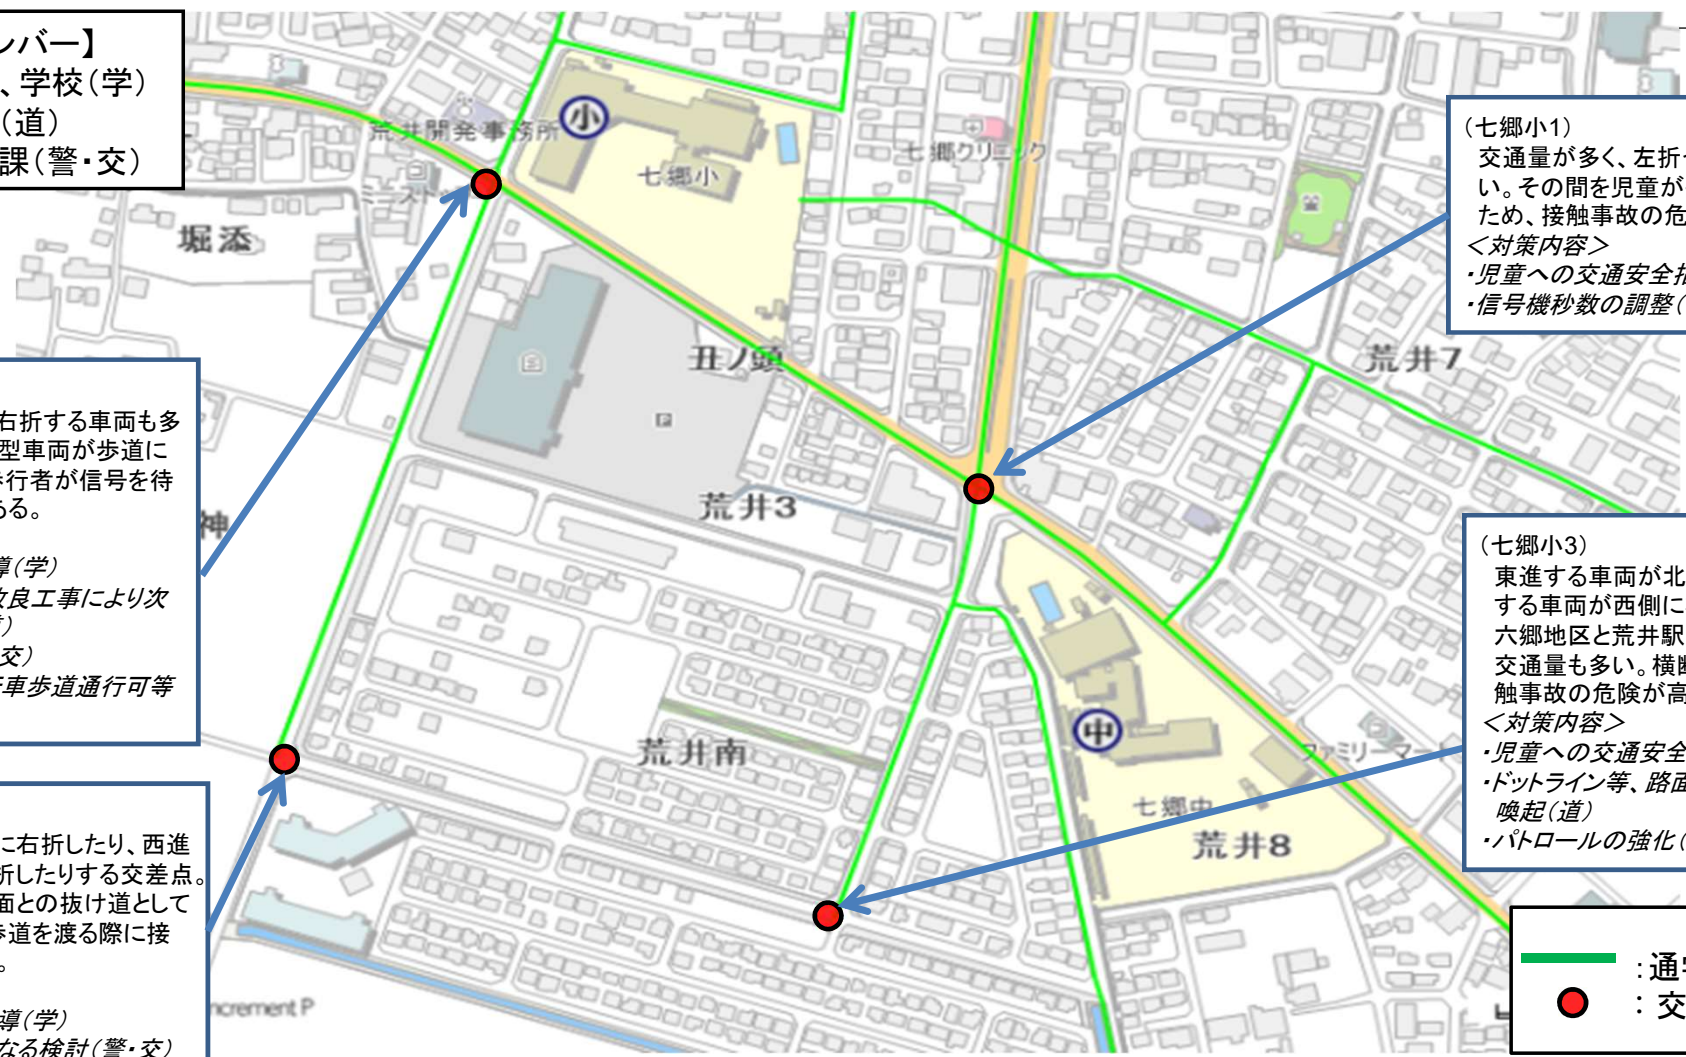 ンバー】
、学校(学)
(道)
課(警・交)
荒井開発事務所
小
七郷小
七郷クリニック
ミニスト
堀添
(七郷小1)
交通量が多く、左折
い。その間を児童が
ため、接触事故の危
<対策内容>
・児童への交通安全
・信号機秒数の調整(
丑ノ頭
荒井7
P
右折する車両も多
型車両が歩道に
歩行者が信号を待
ある。
導(学)
改良工事により次
交)
車歩道通行可等
神
荒井3
(七郷小3)
東進する車両が北
する車両が西側に
六郷地区と荒井駅
交通量も多い。横断
触事故の危険が高
<対策内容>
・児童への交通安全
・ドットライン等、路面
喚起(道)
・パトロールの強化(
荒井南
中
ファミリーマ
七郷中
荒井8
に右折したり、西進
折したりする交差点。
面との抜け道として
歩道を渡る際に接
。
導(学)
なる検討(警・交)
ncrement P
:通
:交